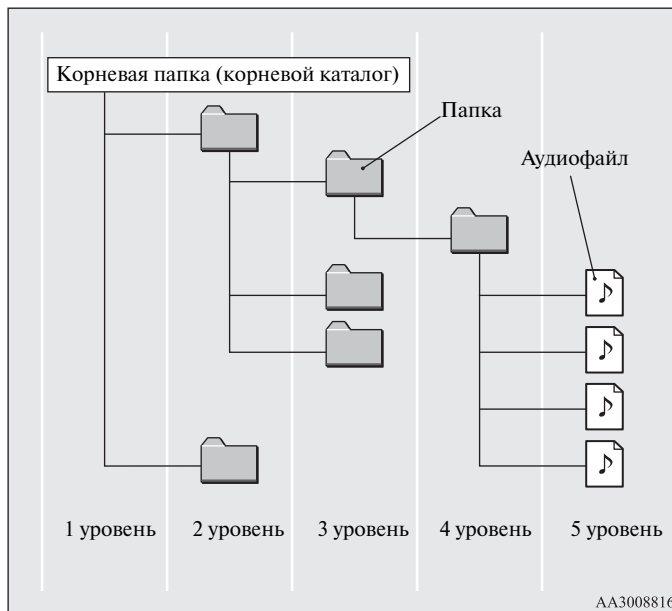 Корневая папка (корневой каталог)
Папка
Аудиофайл
1 уровень 2 уровень 3 уровень 4 уровень 5 уровень
AA3008816